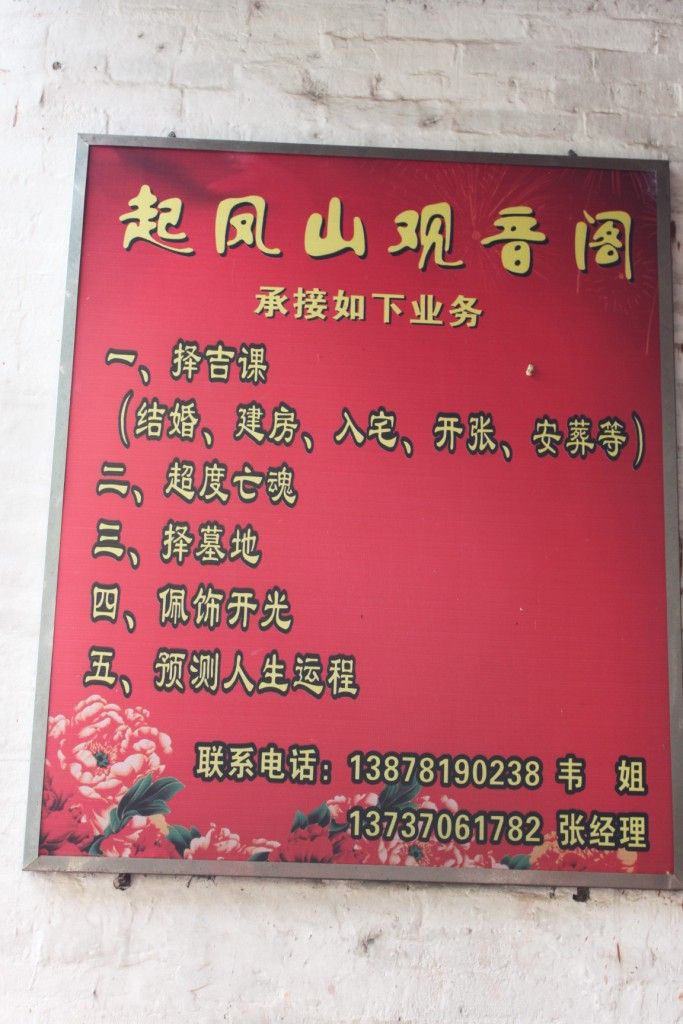 起凤山观音阁
承接如下业务
一、择吉课
（结婚、建房、入宅、开张、安葬等）
二、超度亡魂
三、择墓地
四、佩饰开光
五、预测人生运程
联系电话：13878190238 韦 姐
13737061782 张经理